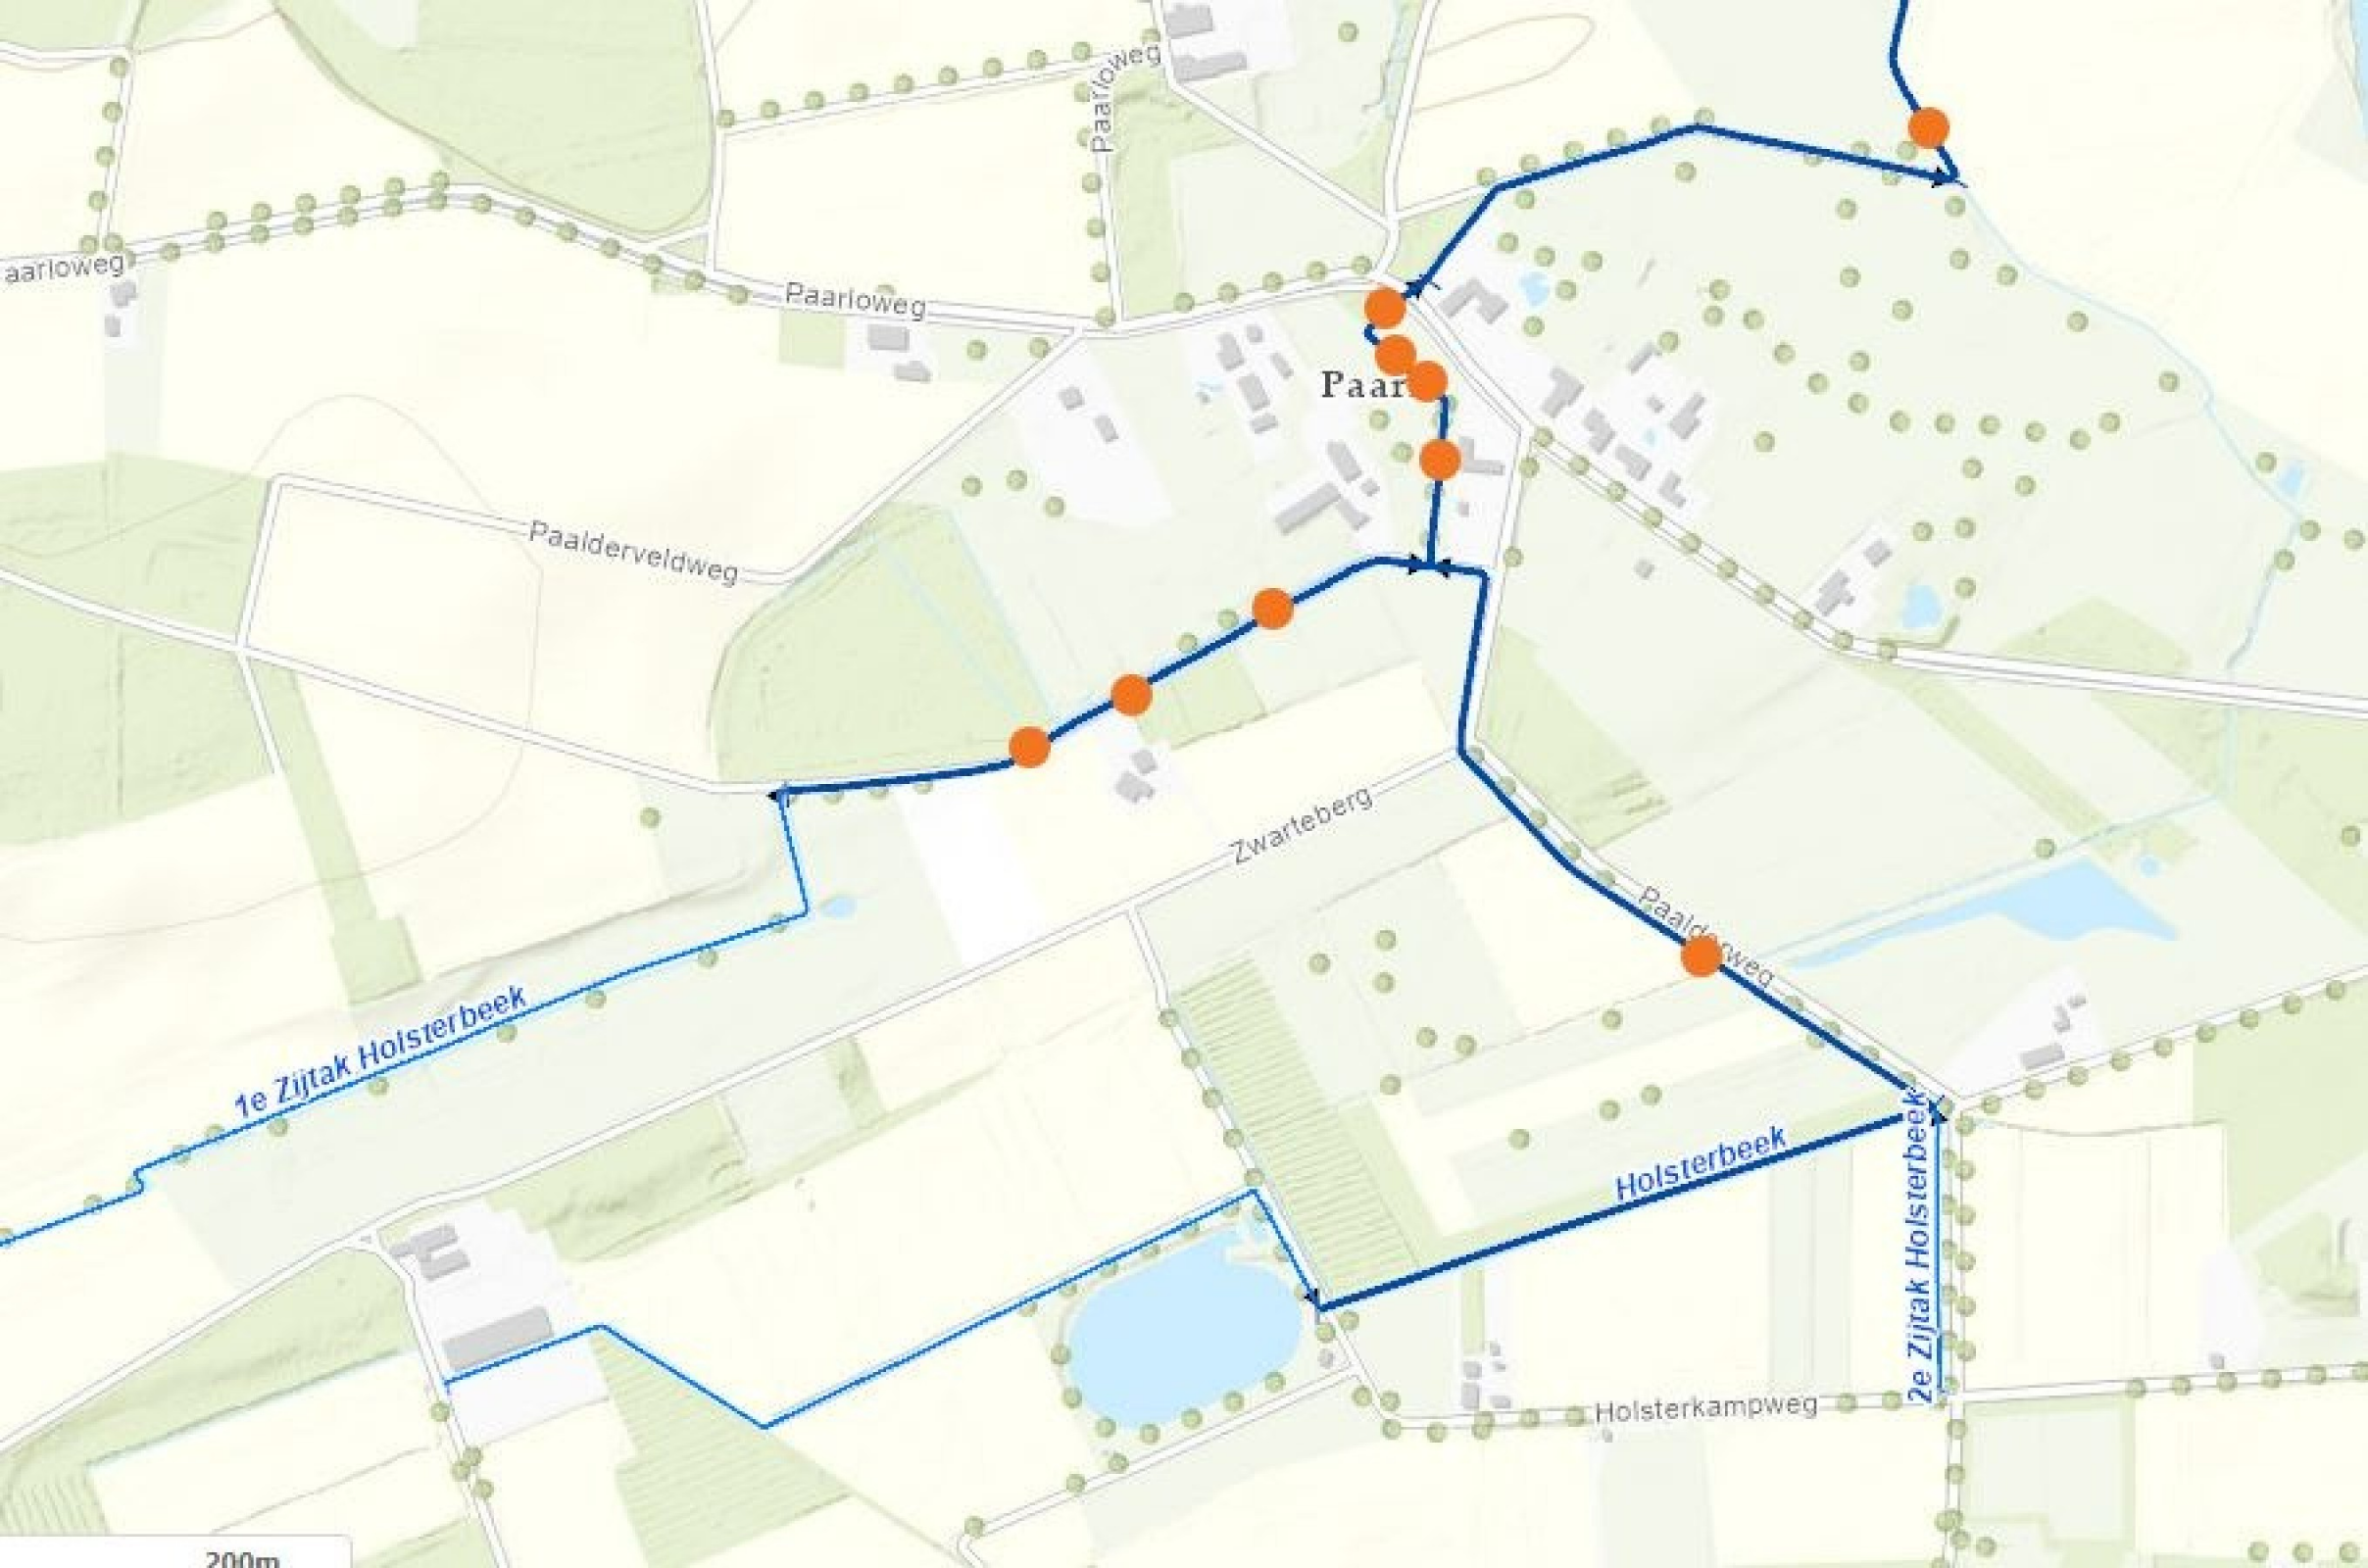 Paarloweg
aarloweg
Paarloweg
Paar
Paalderveldweg
Zwarteberg
Paalderweg
1e Zijtak Holsterbeek
Holsterbeek
2e Zijtak Holsterbeek
Holsterkampweg
200m